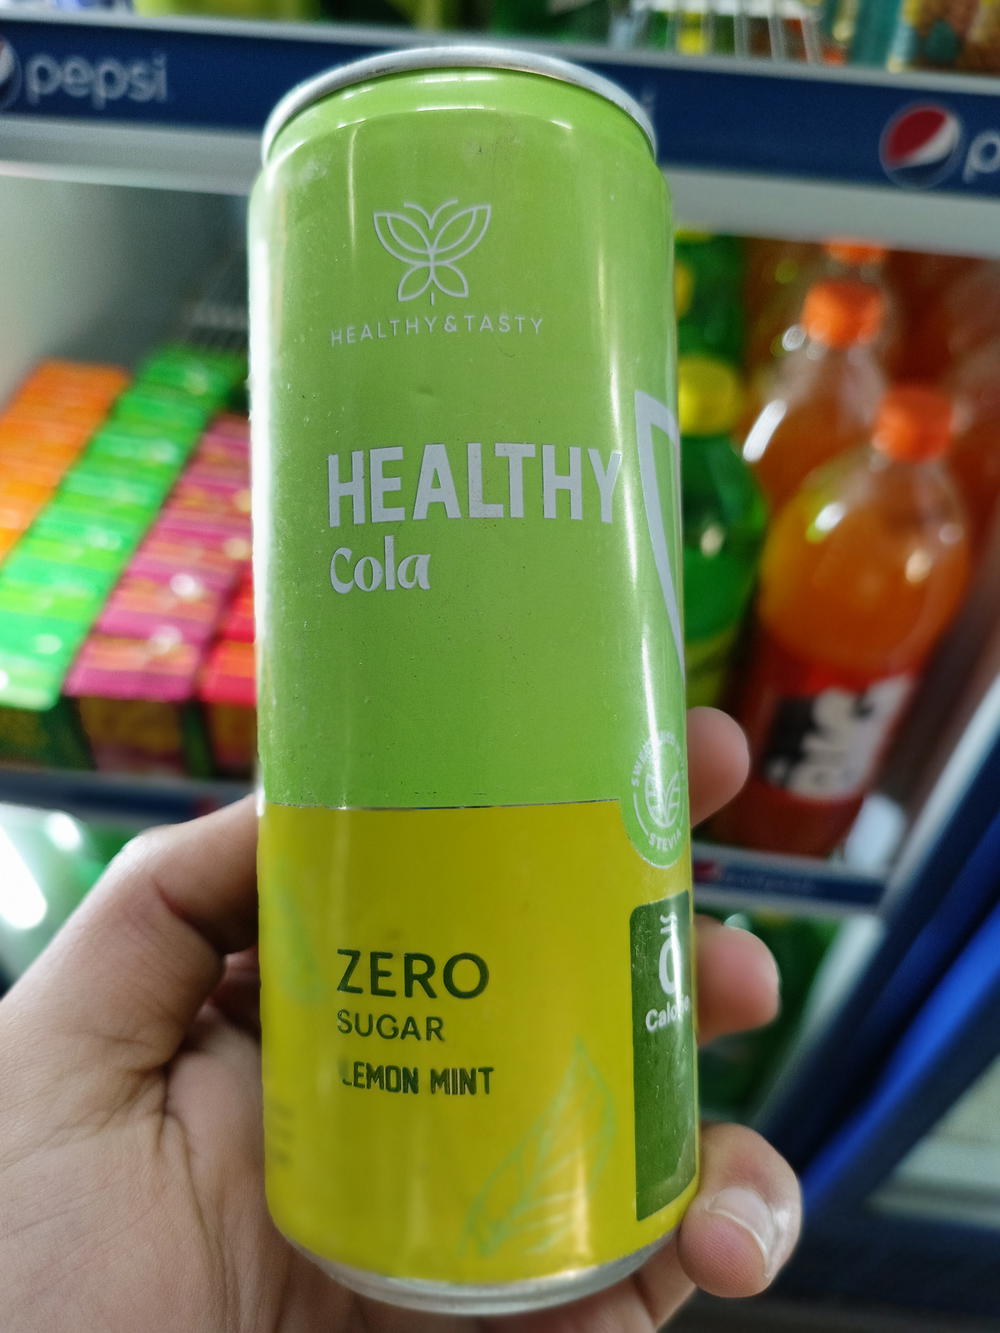 pepsi
HEALTHY & TASTY
HEALTHY
Cola
STEVIA
ZERO
SUGAR
LEMON MINT
0